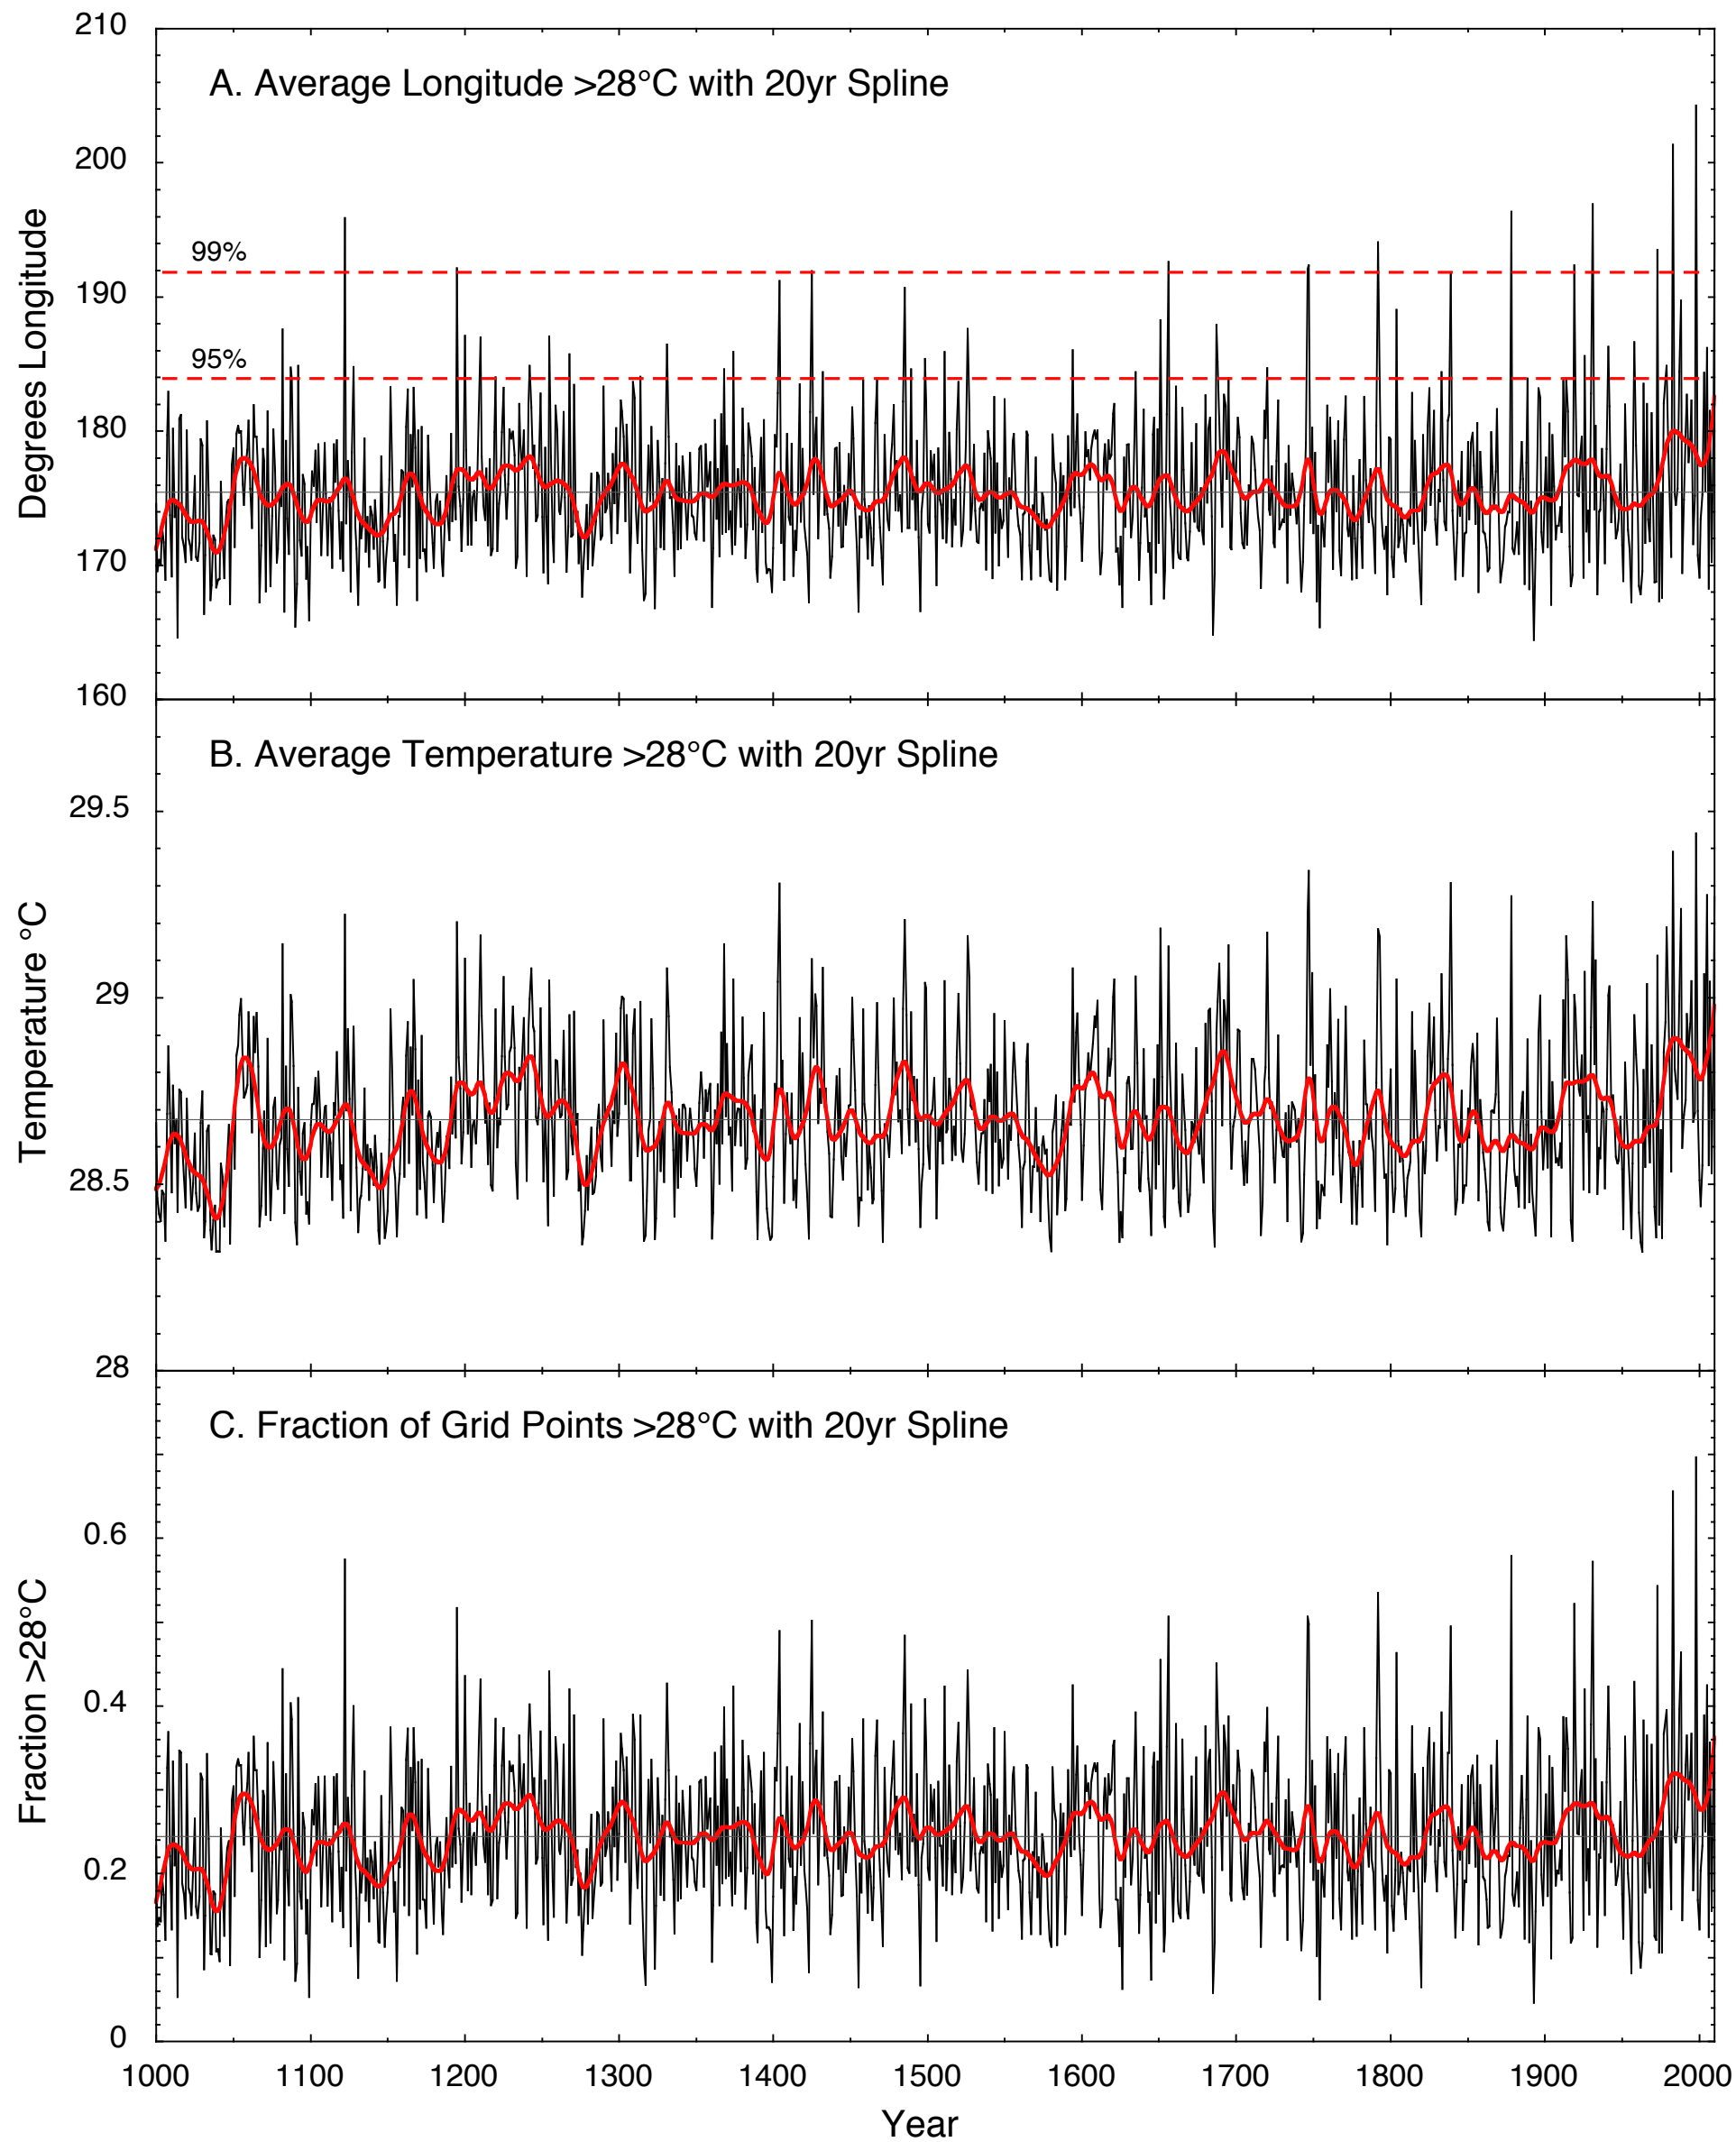 A. Average Longitude >28°C with 20yr Spline
Degrees Longitude
210
200
190
180
170
160
99%
95%
B. Average Temperature >28°C with 20yr Spline
Temperature °C
29.5
29
28.5
28
C. Fraction of Grid Points >28°C with 20yr Spline
Fraction >28°C
0.6
0.4
0.2
0
1000 1100 1200 1300 1400 1500 1600 1700 1800 1900 2000
Year